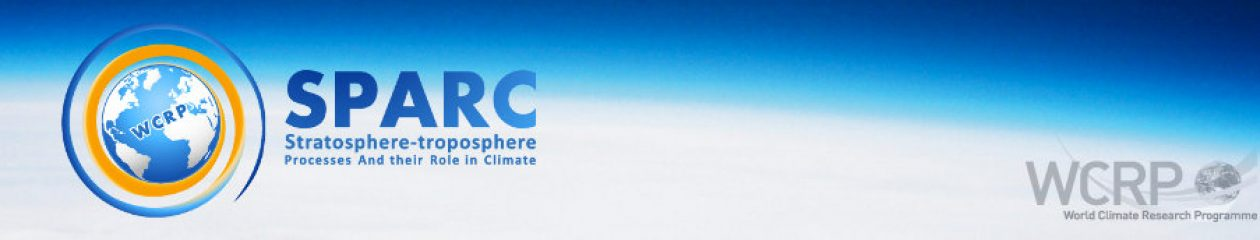 WCRP
SPARC
Stratosphere-troposphere
Processes And their Role in Climate
WCRP
World Climate Research Programme